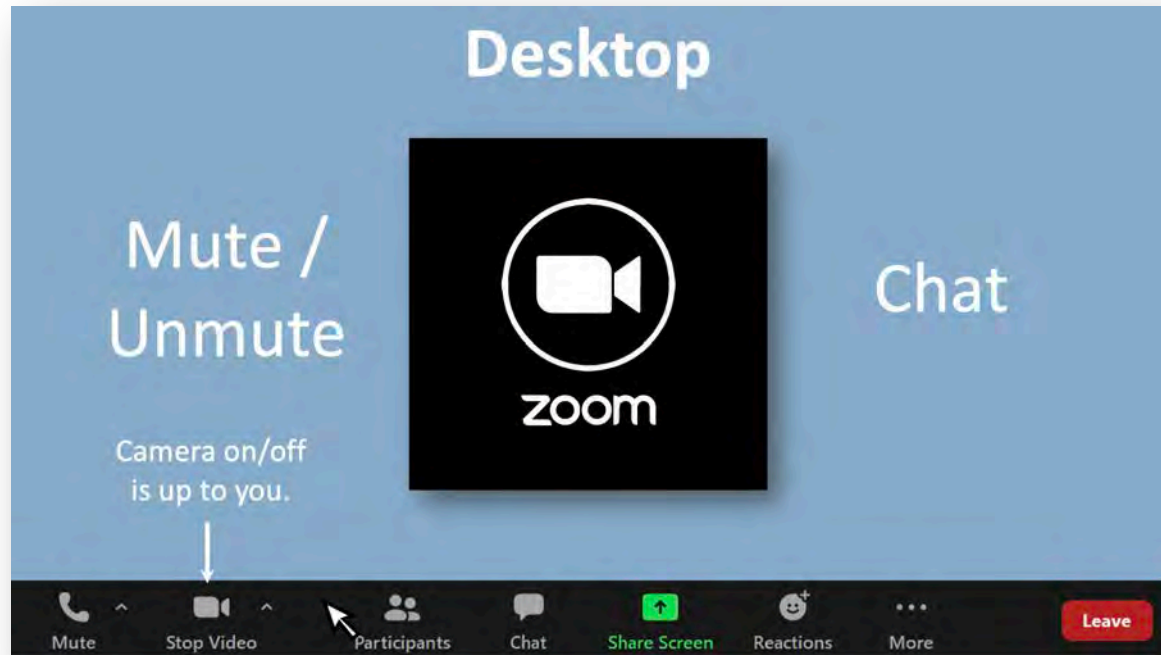 Desktop
Mute /
Unmute
Camera on/off
is up to you.
zoom
Chat
Mute
Stop Video
Participants
Chat
Share Screen
Reactions
More
Leave